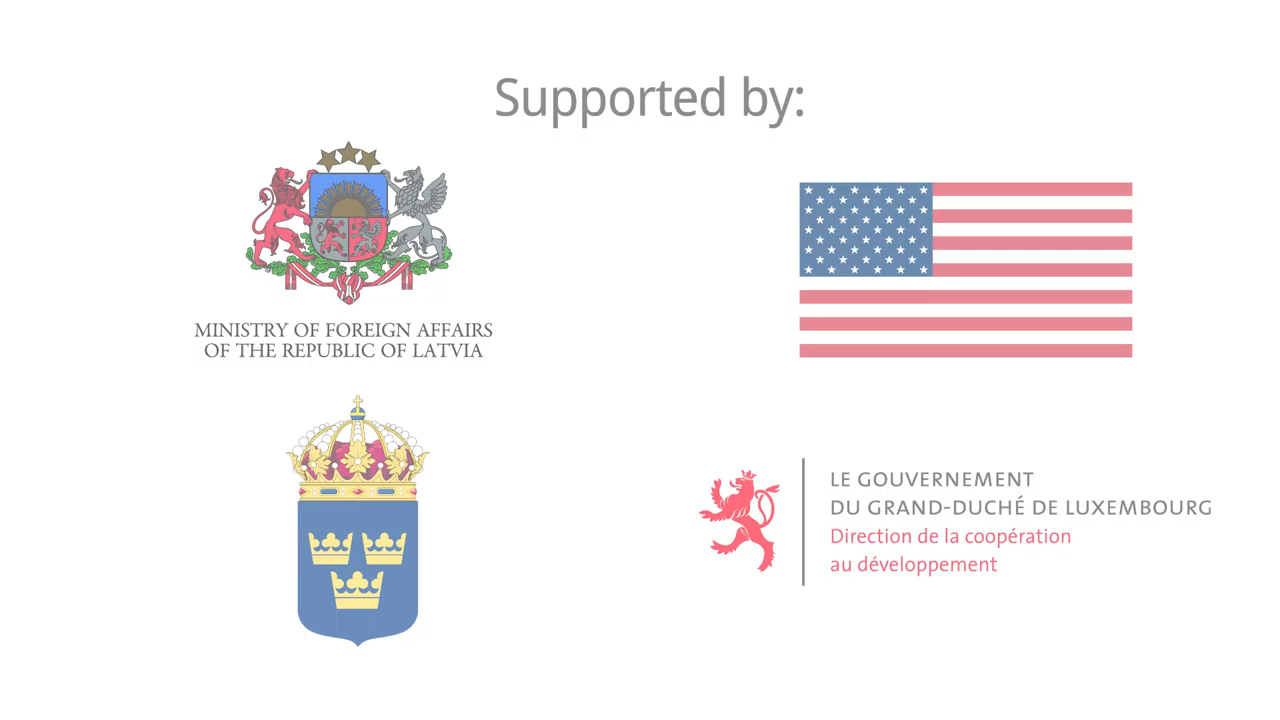 Supported by:
MINISTRY OF FOREIGN AFFAIRS
OF THE REPUBLIC OF LATVIA
LE GOUVERNEMENT
DU GRAND-DUCHÉ DE LUXEMBOURG
Direction de la coopération
au développement